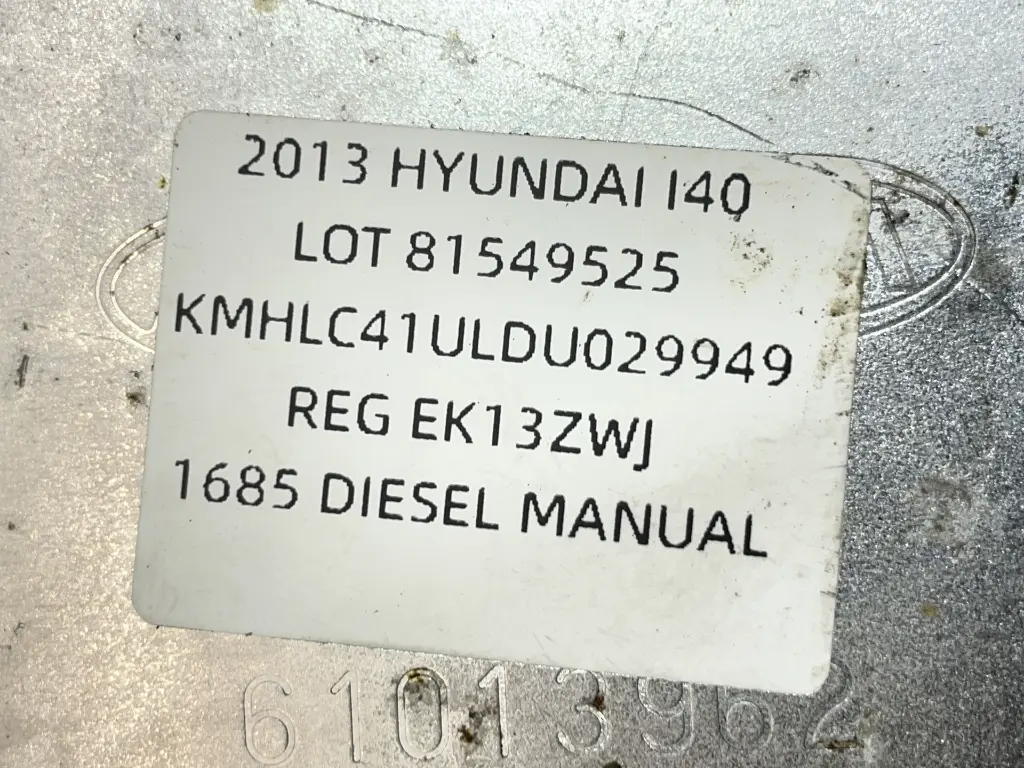 2013 HYUNDAI I40
LOT 81549525
KMHLC41ULDU029949
REG EK13ZWJ
1685 DIESEL MANUAL
61013962